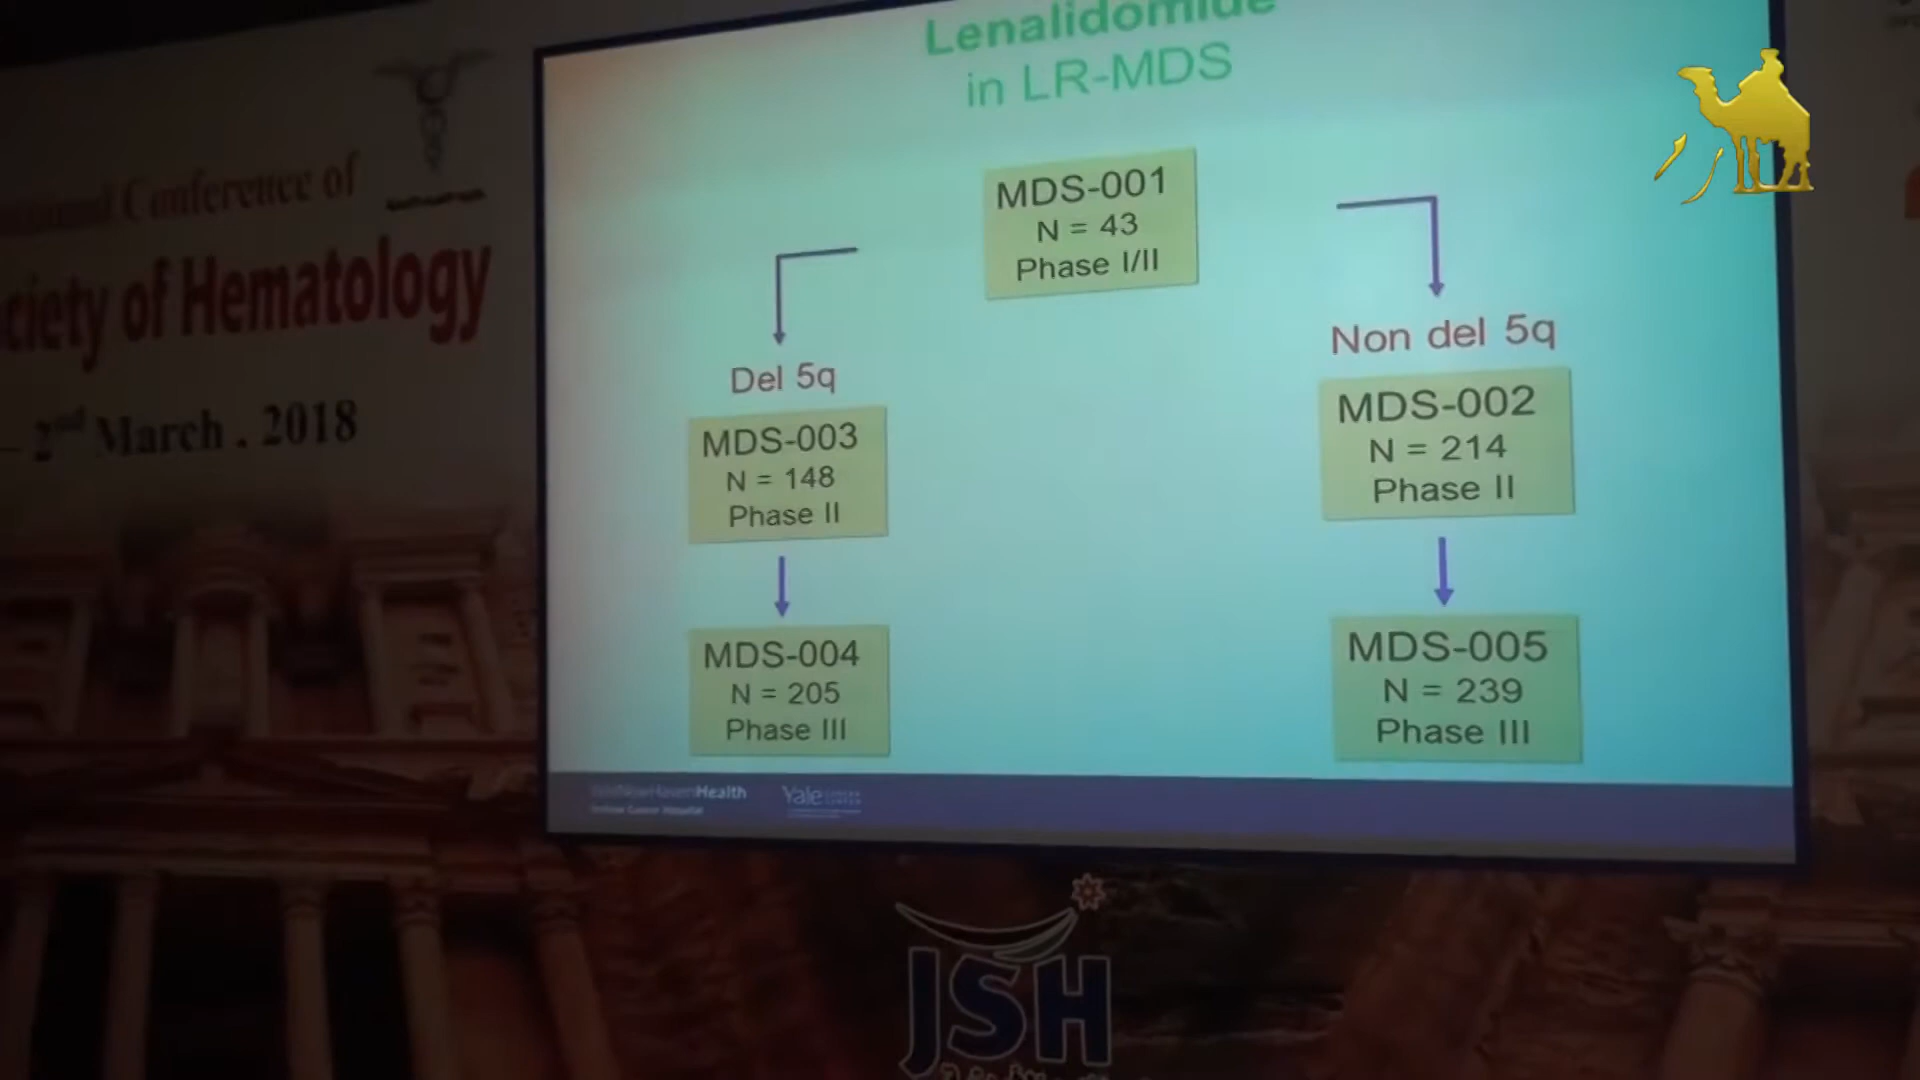 Conference of
ciety of Hematology
– 2nd March . 2018
Lenalidomide
in LR-MDS
MDS-001
N = 43
Phase I/II
Del 5q
MDS-003
N = 148
Phase II
MDS-004
N = 205
Phase III
Non del 5q
MDS-002
N = 214
Phase II
MDS-005
N = 239
Phase III
Health
Yale
JSH